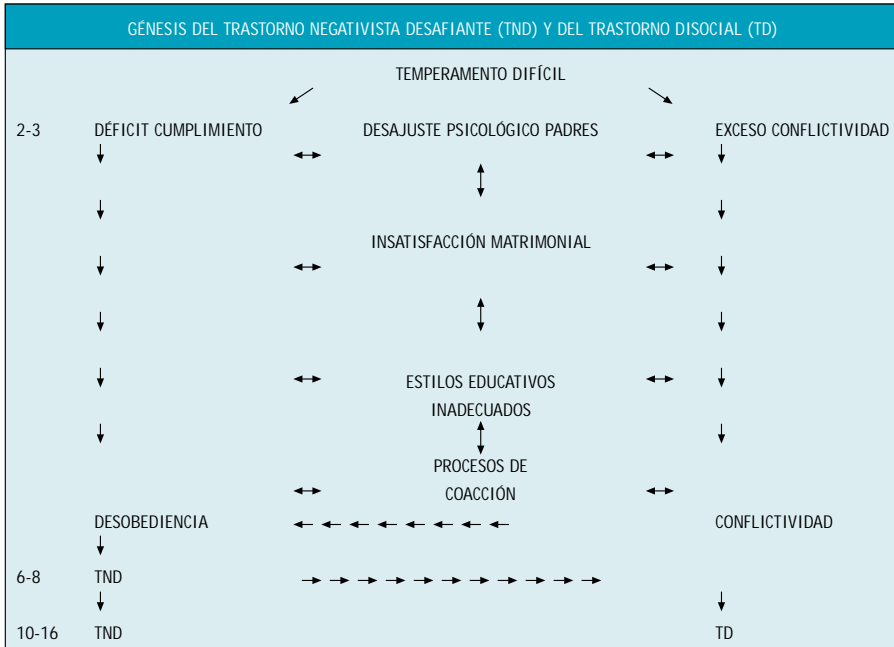 GÉNESIS DEL TRASTORNO NEGATIVISTA DESAFIANTE (TND) Y DEL TRASTORNO DISOCIAL (TD)
TEMPERAMENTO DIFÍCIL
2-3 DÉFICIT CUMPLIMIENTO DESAJUSTE PSICOLÓGICO PADRES EXCESO CONFLICTIVIDAD
INSATISFACCIÓN MATRIMONIAL
ESTILOS EDUCATIVOS
INADECUADOS
PROCESOS DE
COACCIÓN
DESOBEDIENCIA CONFLICTIVIDAD
6-8 TND
10-16 TND TD